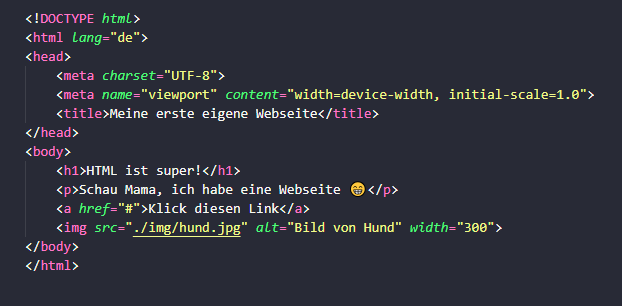 <!DOCTYPE html>
<html lang="de">
<head>
    <meta charset="UTF-8">
    <meta name="viewport" content="width=device-width, initial-scale=1.0">
    <title>Meine erste eigene Webseite</title>
</head>
<body>
    <h1>HTML ist super!</h1>
    <p>Schau Mama, ich habe eine Webseite 😁</p>
    <a href="#">Klick diesen Link</a>
    <img src="./img/hund.jpg" alt="Bild von Hund" width="300">
</body>
</html>